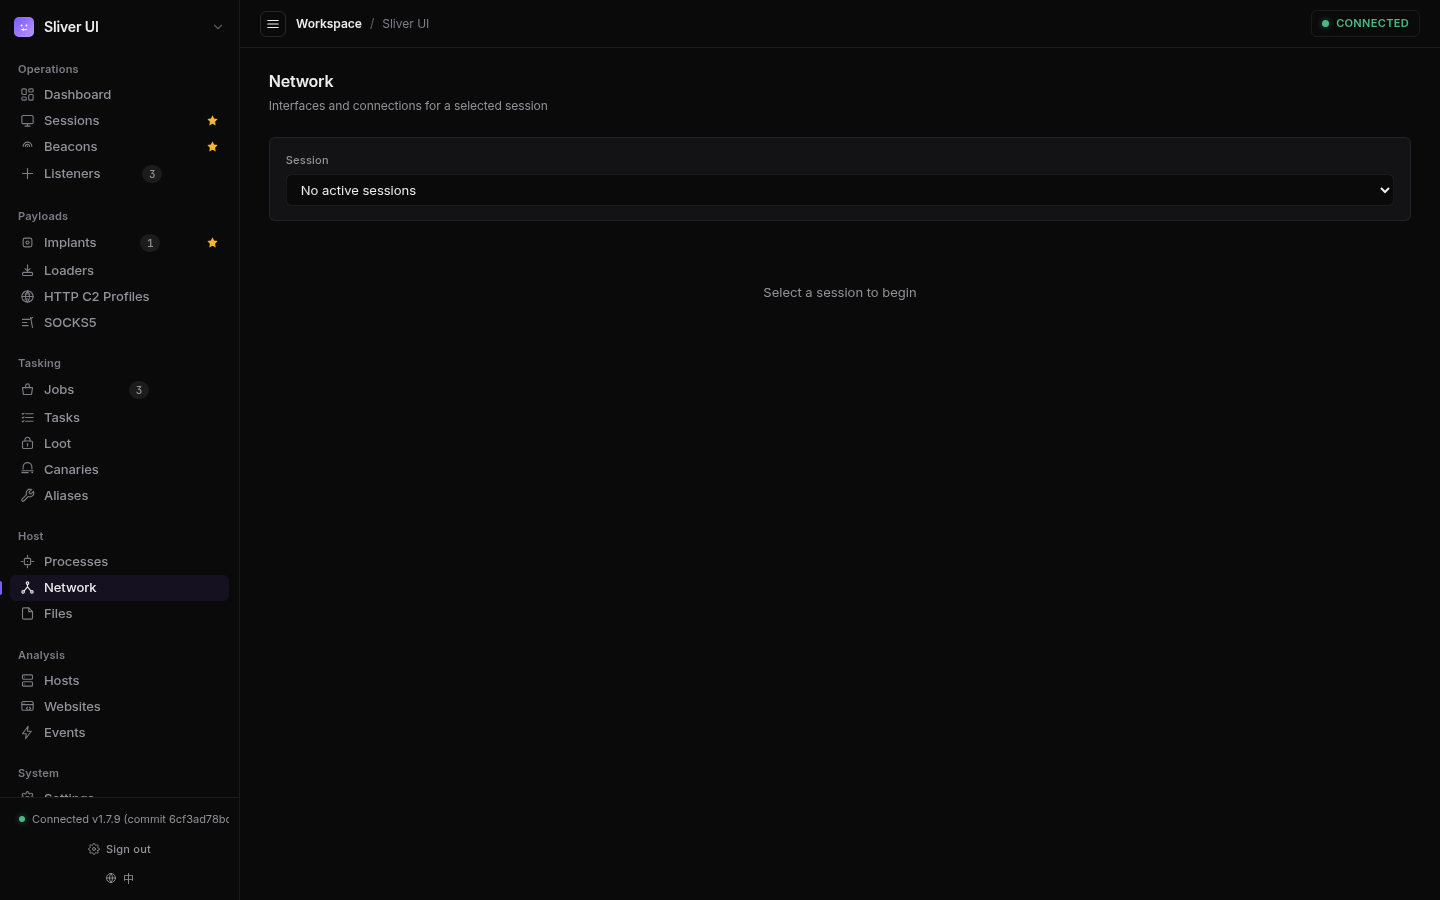 Sliver UI
Operations
Dashboard
Sessions
Beacons
Listeners 3
Payloads
Implants 1
Loaders
HTTP C2 Profiles
SOCKS5
Tasking
Jobs 3
Tasks
Loot
Canaries
Aliases
Host
Processes
Network
Files
Analysis
Hosts
Websites
Events
System
Settings
Connected v1.7.9 (commit 6cf3ad78bc
Sign out
中
Workspace / Sliver UI
CONNECTED
Network
Interfaces and connections for a selected session
Session
No active sessions
Select a session to begin